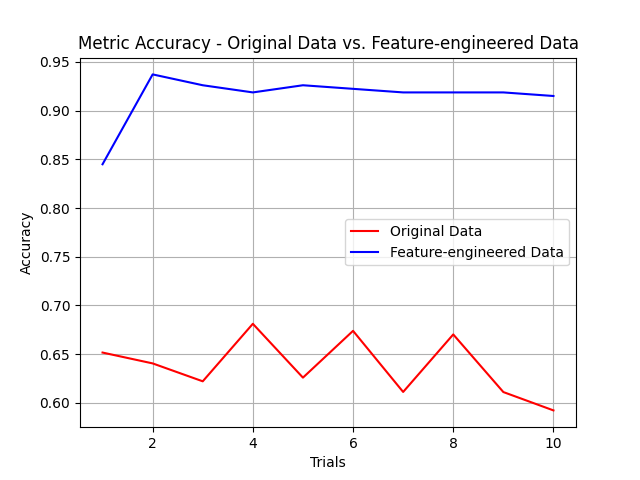 Metric Accuracy - Original Data vs. Feature-engineered Data
0.95
0.90
0.85
0.80
0.75
0.70
0.65
0.60
Accuracy
Original Data
Feature-engineered Data
2
4
6
8
10
Trials